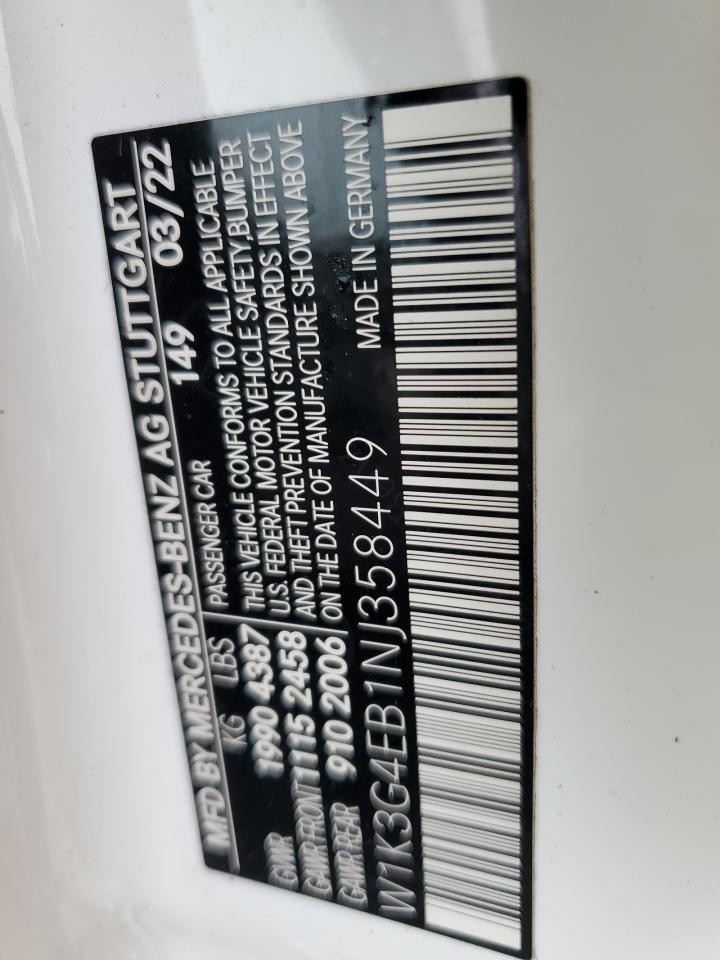 MFD BY MERCEDES-BENZ AG STUTTGART
KG LBS 149 03/22
GVWR 1990 4387
GAWR FRONT 1115 2458
GAWR REAR 910 2006
PASSENGER CAR
THIS VEHICLE CONFORMS TO ALL APPLICABLE
U.S. FEDERAL MOTOR VEHICLE SAFETY,BUMPER
AND THEFT PREVENTION STANDARDS IN EFFECT
ON THE DATE OF MANUFACTURE SHOWN ABOVE
W1K3G4EB1NJ358449 MADE IN GERMANY